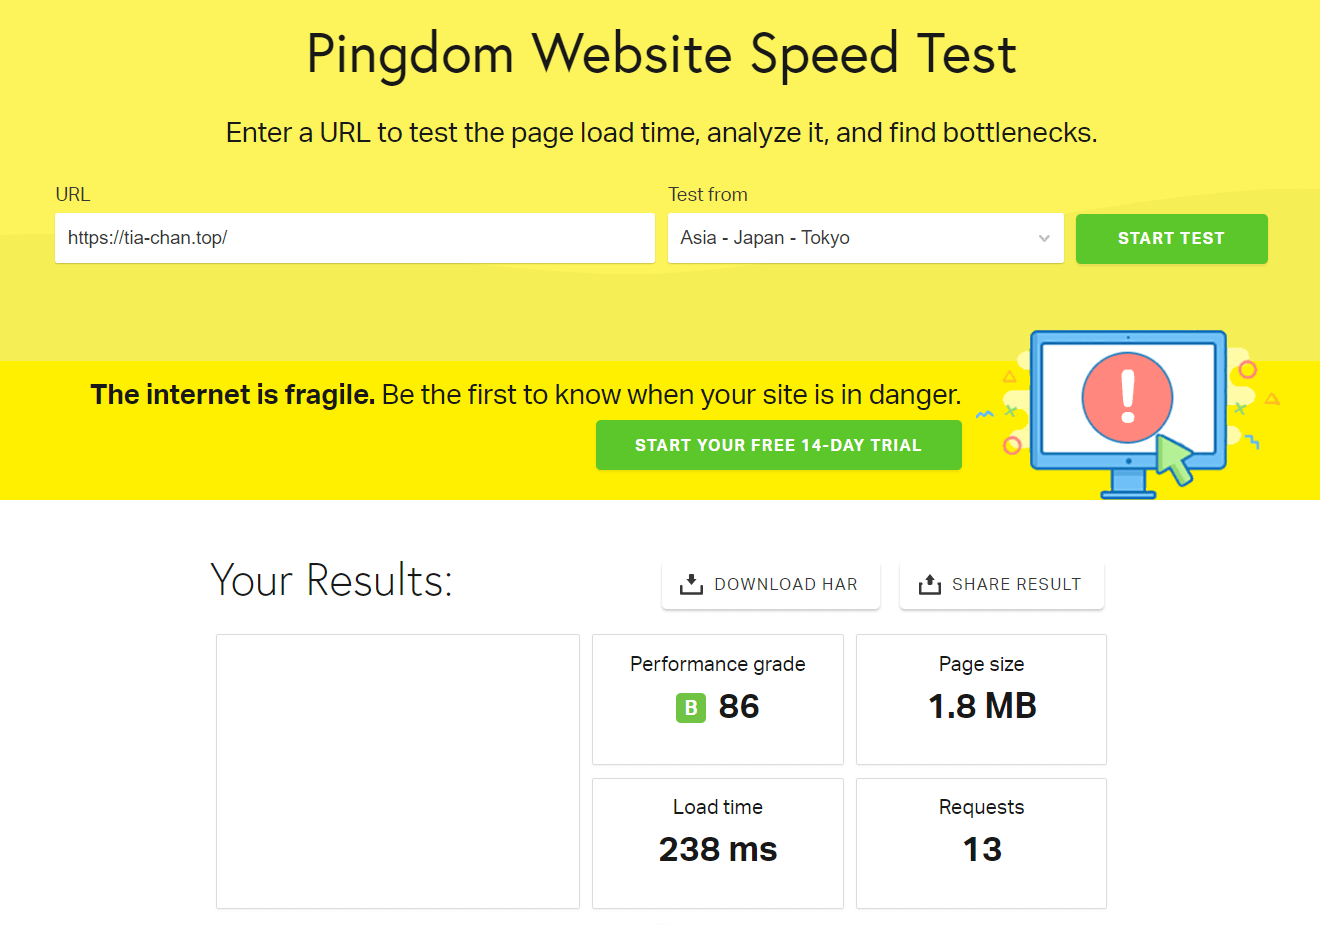 Pingdom Website Speed Test
Enter a URL to test the page load time, analyze it, and find bottlenecks.
URL
Test from
https://tia-chan.top/
Asia - Japan - Tokyo
START TEST
The internet is fragile. Be the first to know when your site is in danger.
START YOUR FREE 14-DAY TRIAL
Your Results:
DOWNLOAD HAR
SHARE RESULT
Performance grade
B 86
Page size
1.8 MB
Load time
238 ms
Requests
13